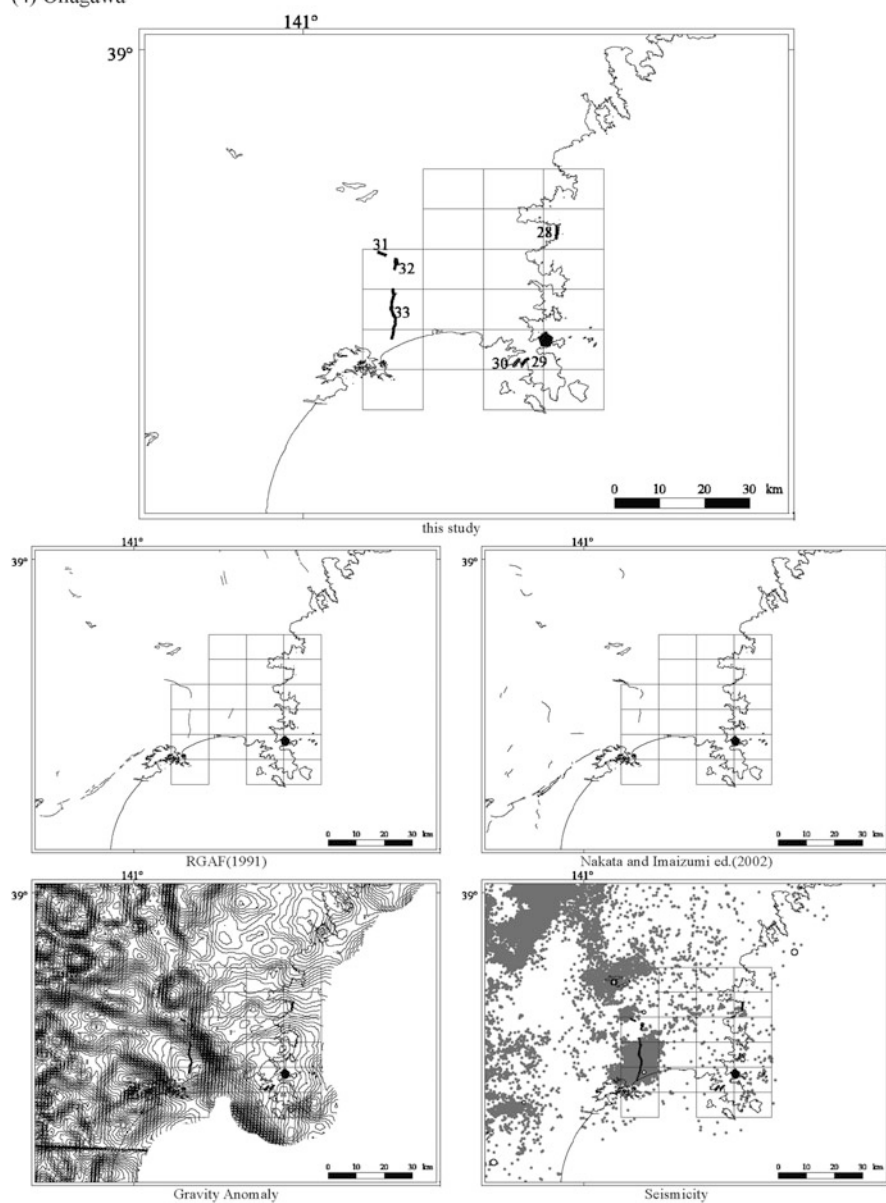 (4) Onagawa
141°
39°
28
31
32
33
30
29
0 10 20 30 km
this study
141°
39°
0 10 20 30 km
RGAF(1991)
141°
39°
0 10 20 30 km
Nakata and Imaizumi ed.(2002)
141°
39°
0 10 20 30 km
Gravity Anomaly
141°
39°
0 10 20 30 km
Seismicity